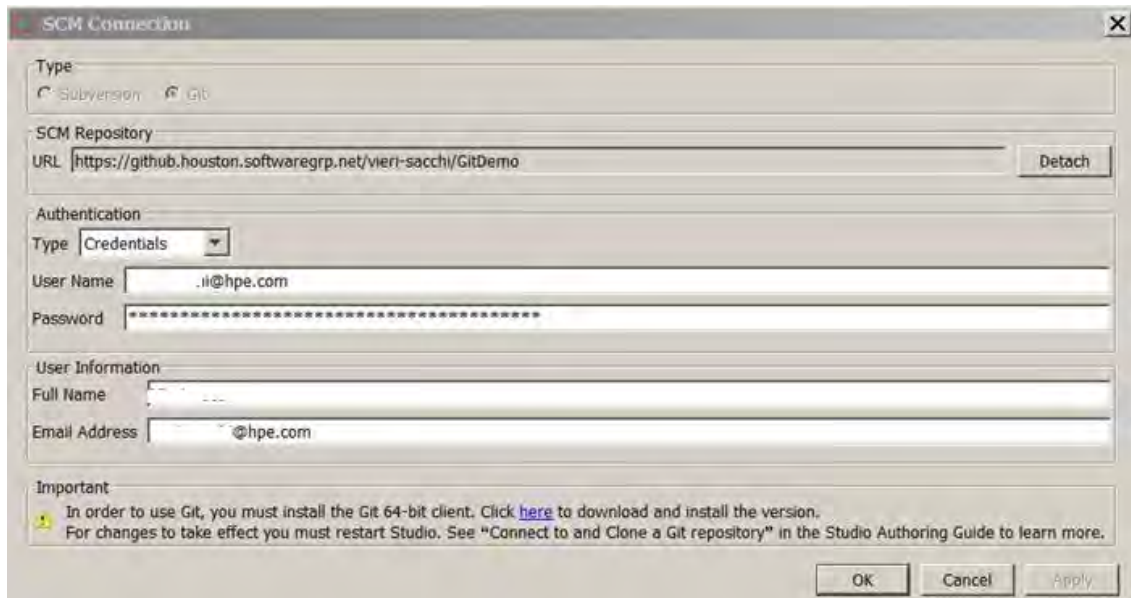 SCM Connection
Type
Subversion Git
SCM Repository
URL https://github.houston.softwaregrp.net/vieri-sacchi/GitDemo Detach
Authentication
Type Credentials
User Name @hpe.com
Password ****************************************
User Information
Full Name
Email Address @hpe.com
Important
In order to use Git, you must install the Git 64-bit client. Click here to download and install the version.
For changes to take effect you must restart Studio. See "Connect to and Clone a Git repository" in the Studio Authoring Guide to learn more.
OK Cancel Apply